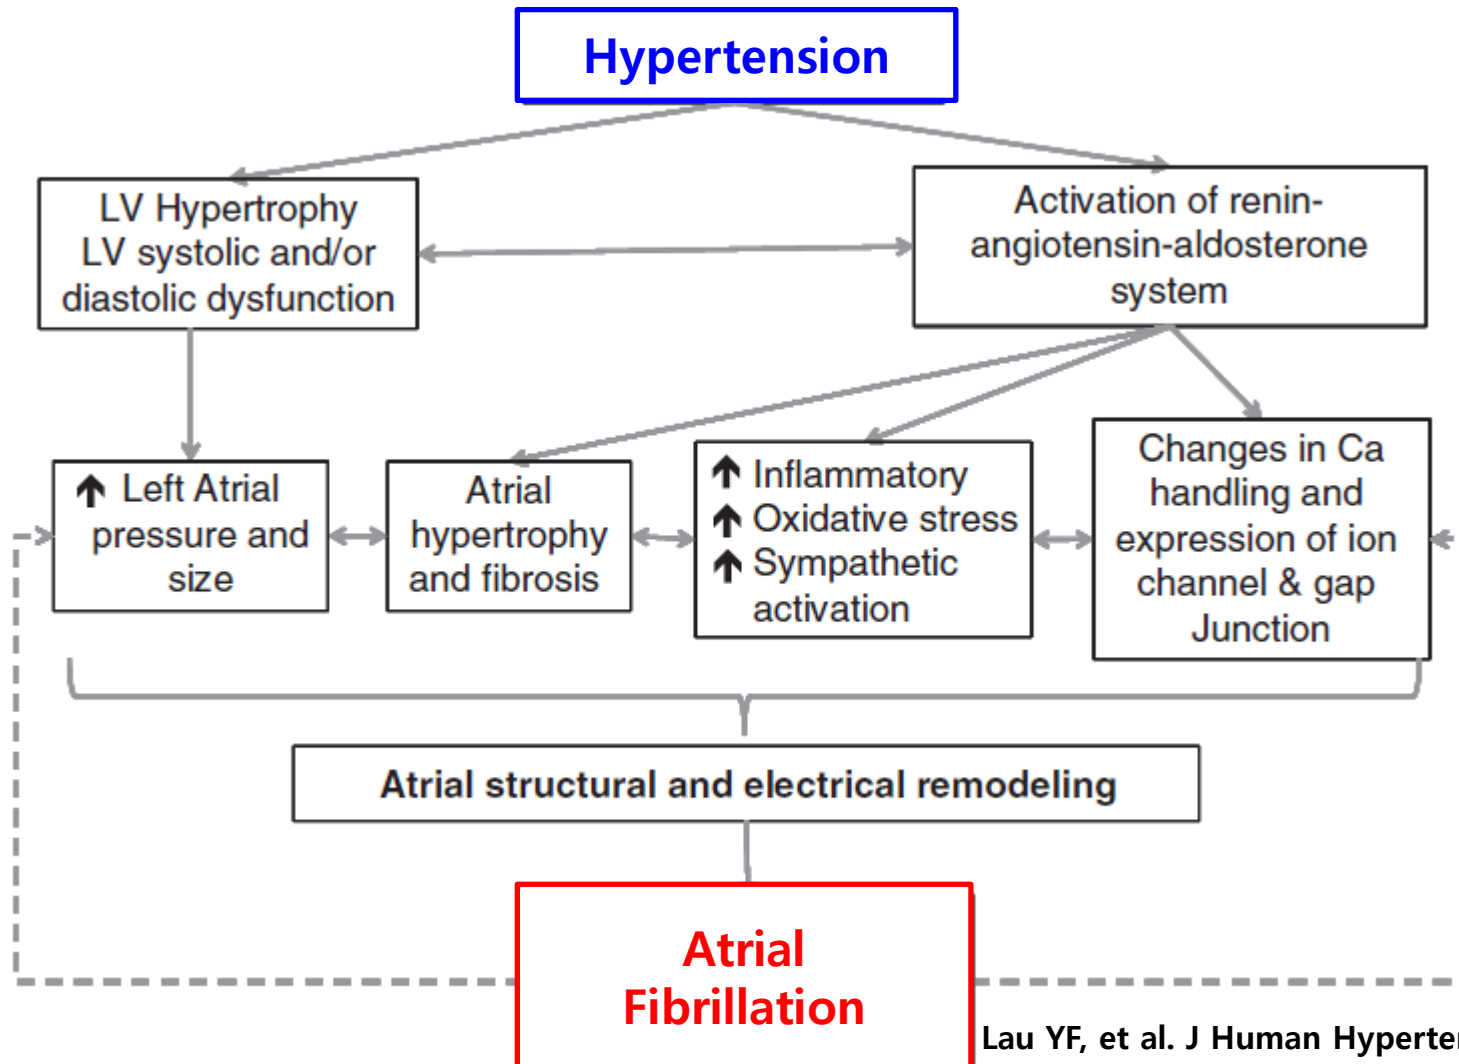 Hypertension
LV Hypertrophy
LV systolic and/or
diastolic dysfunction
Activation of renin-
angiotensin-aldosterone
system
↑ Left Atrial
pressure and
size
Atrial
hypertrophy
and fibrosis
↑ Inflammatory
↑ Oxidative stress
↑ Sympathetic
activation
Changes in Ca
handling and
expression of ion
channel & gap
Junction
Atrial structural and electrical remodeling
Atrial
Fibrillation
Lau YF, et al. J Human Hyperte